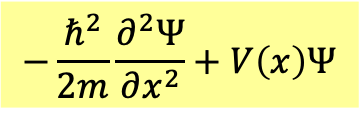 − ℏ²/2m ∂²Ψ/∂x² + V(x)Ψ